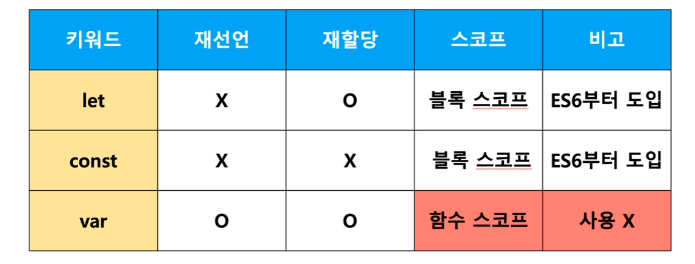 키워드 재선언 재할당 스코프 비고
let X O 블록 스코프 ES6부터 도입
const X X 블록 스코프 ES6부터 도입
var O O 함수 스코프 사용 X